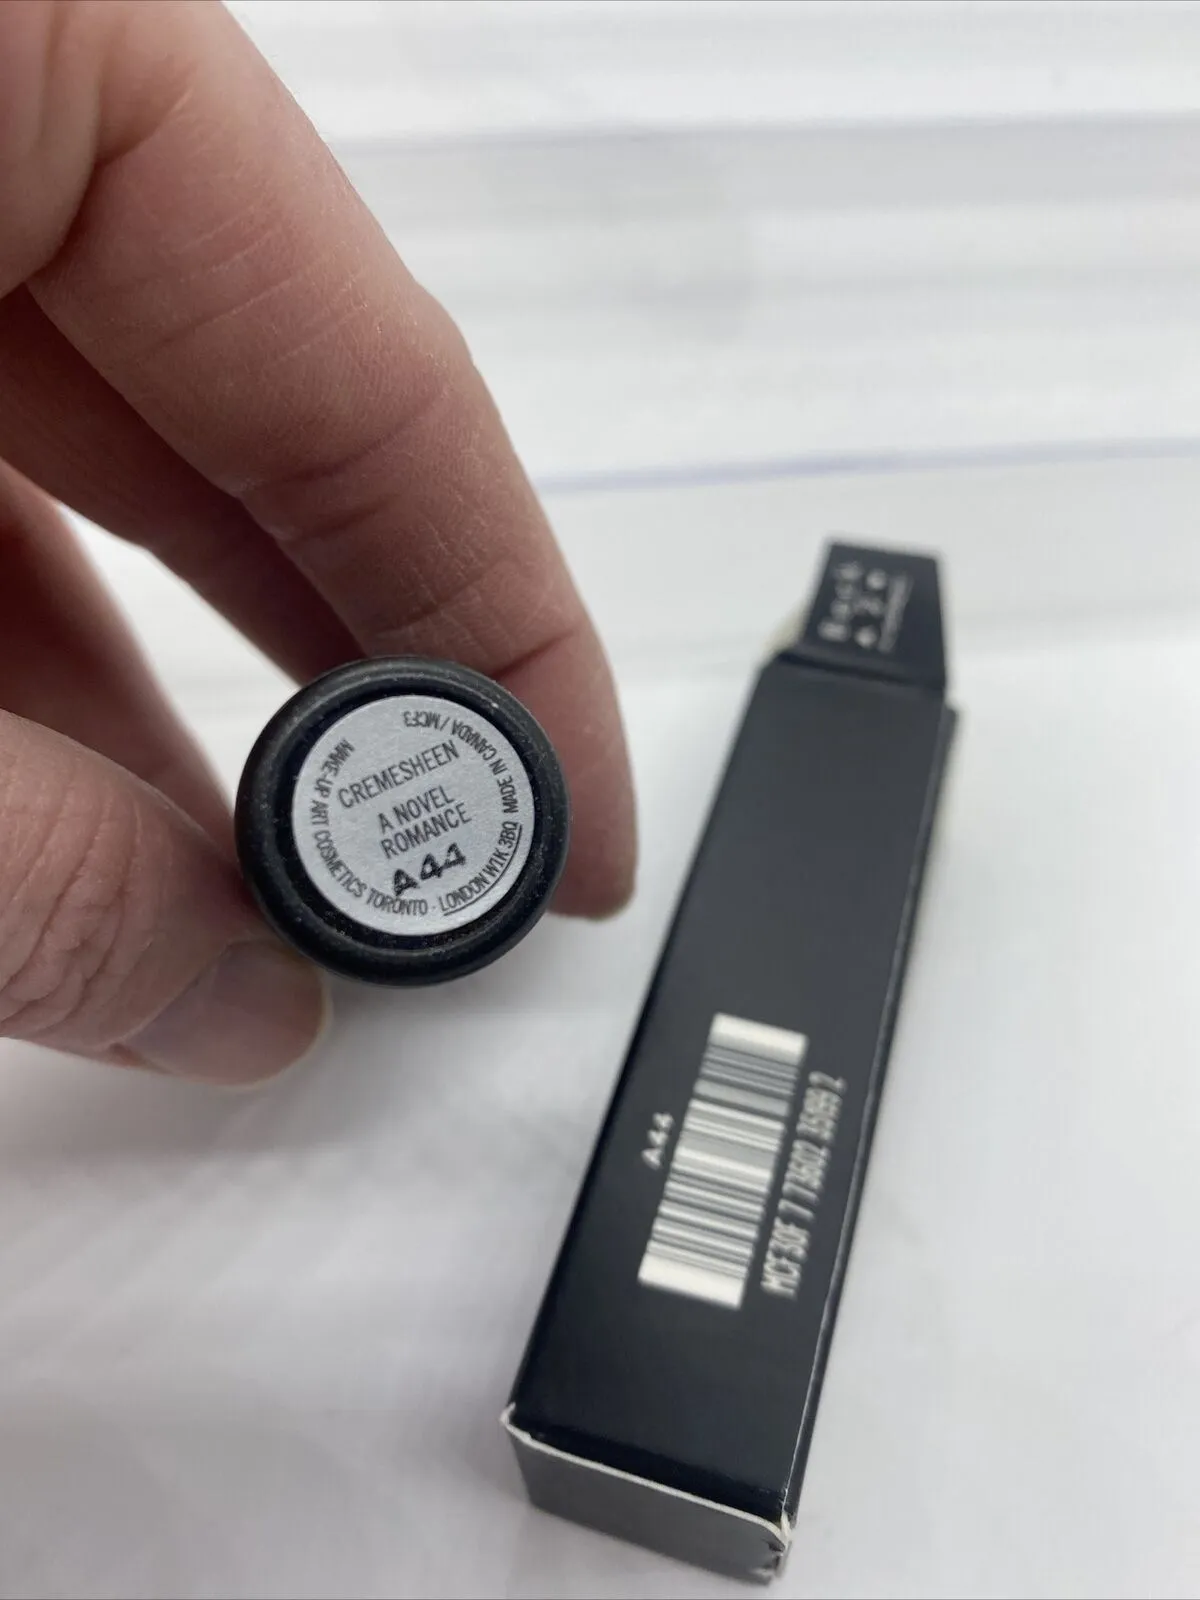 MAKE-UP ART COSMETICS TORONTO - LONDON W1K 3BQ MADE IN CANADA / MCF3
CREMESHEEN
A NOVEL
ROMANCE
A44
A44
MCF30F 7 73602 35199 2